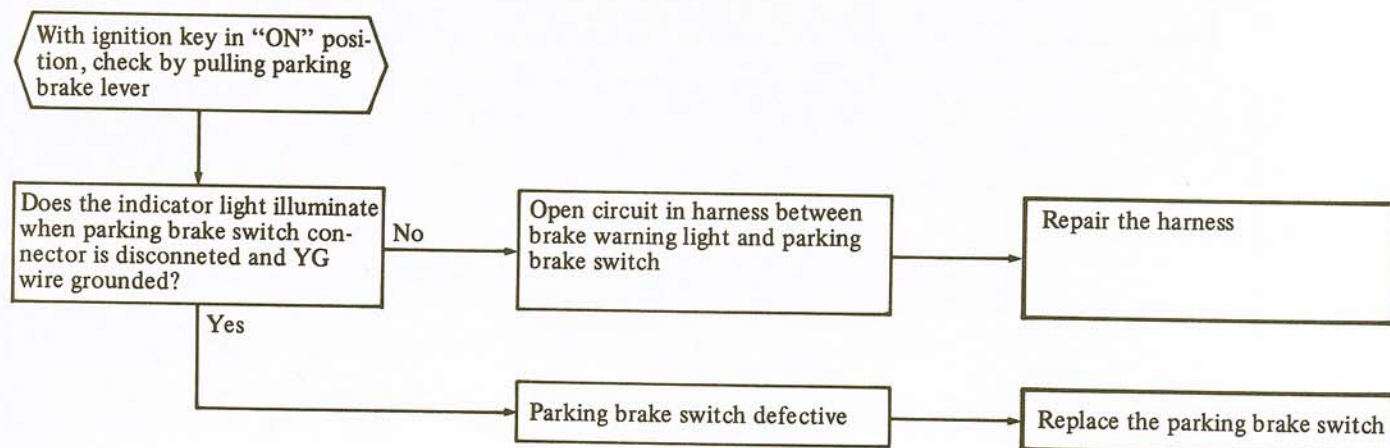 With ignition key in “ON” posi-
tion, check by pulling parking
brake lever
Does the indicator light illuminate
when parking brake switch con-
nector is disconneted and YG
wire grounded?
No
Open circuit in harness between
brake warning light and parking
brake switch
Repair the harness
Yes
Parking brake switch defective
Replace the parking brake switch